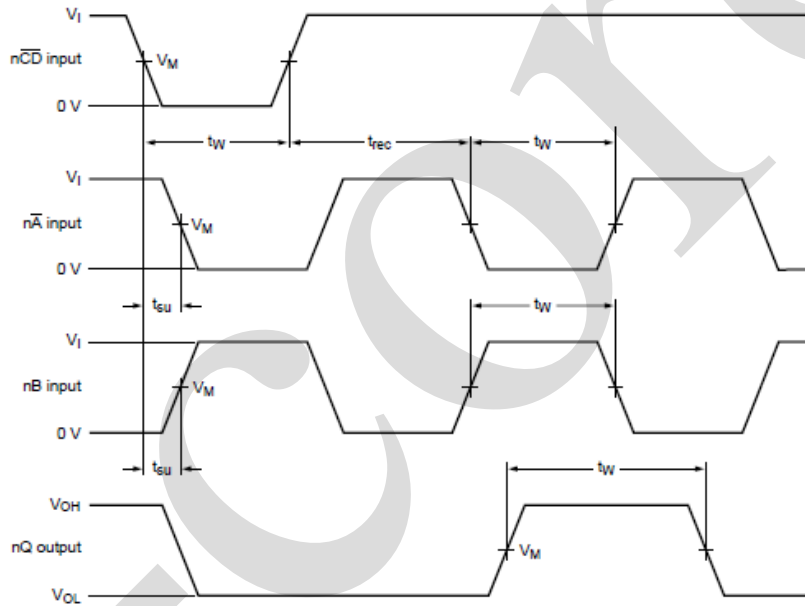 VI
nCD input
VM
0 V
tW
trec
tW
VI
nA input
VM
0 V
tsu
tW
VI
nB input
VM
0 V
tsu
tW
VOH
nQ output
VM
VOL